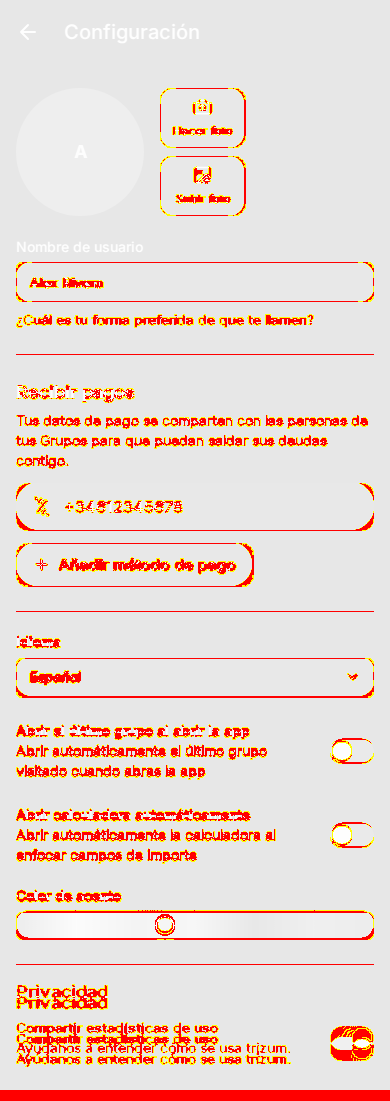 Configuración
A
Hacer foto
Subir foto
Nombre de usuario
Alex Rivera
¿Cuál es tu forma preferida de que te llamen?
Recibir pagos
Tus datos de pago se comparten con las personas de
tus Grupos para que puedan saldar sus deudas
contigo.
+34612345678
Añadir método de pago
Idioma
Español
Abrir el último grupo al abrir la app
Abrir automáticamente el último grupo
visitado cuando abras la app
Abrir calculadora automáticamente
Abrir automáticamente la calculadora al
enfocar campos de importe
Color de acento
Privacidad
Privacidad
Compartir estadísticas de uso
Compartir estadísticas de uso
Ayúdanos a entender cómo se usa trizum.
Ayúdanos a entender cómo se usa trizum.